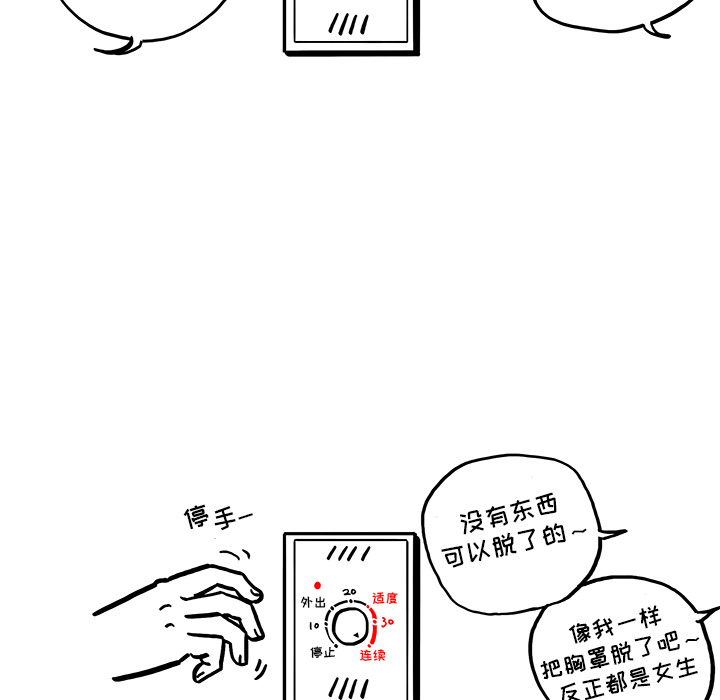 停手~
没有东西
可以脱了的~
20
外出
适度
10
30
停止
连续
像我一样
把胸罩脱了吧~
反正都是女生